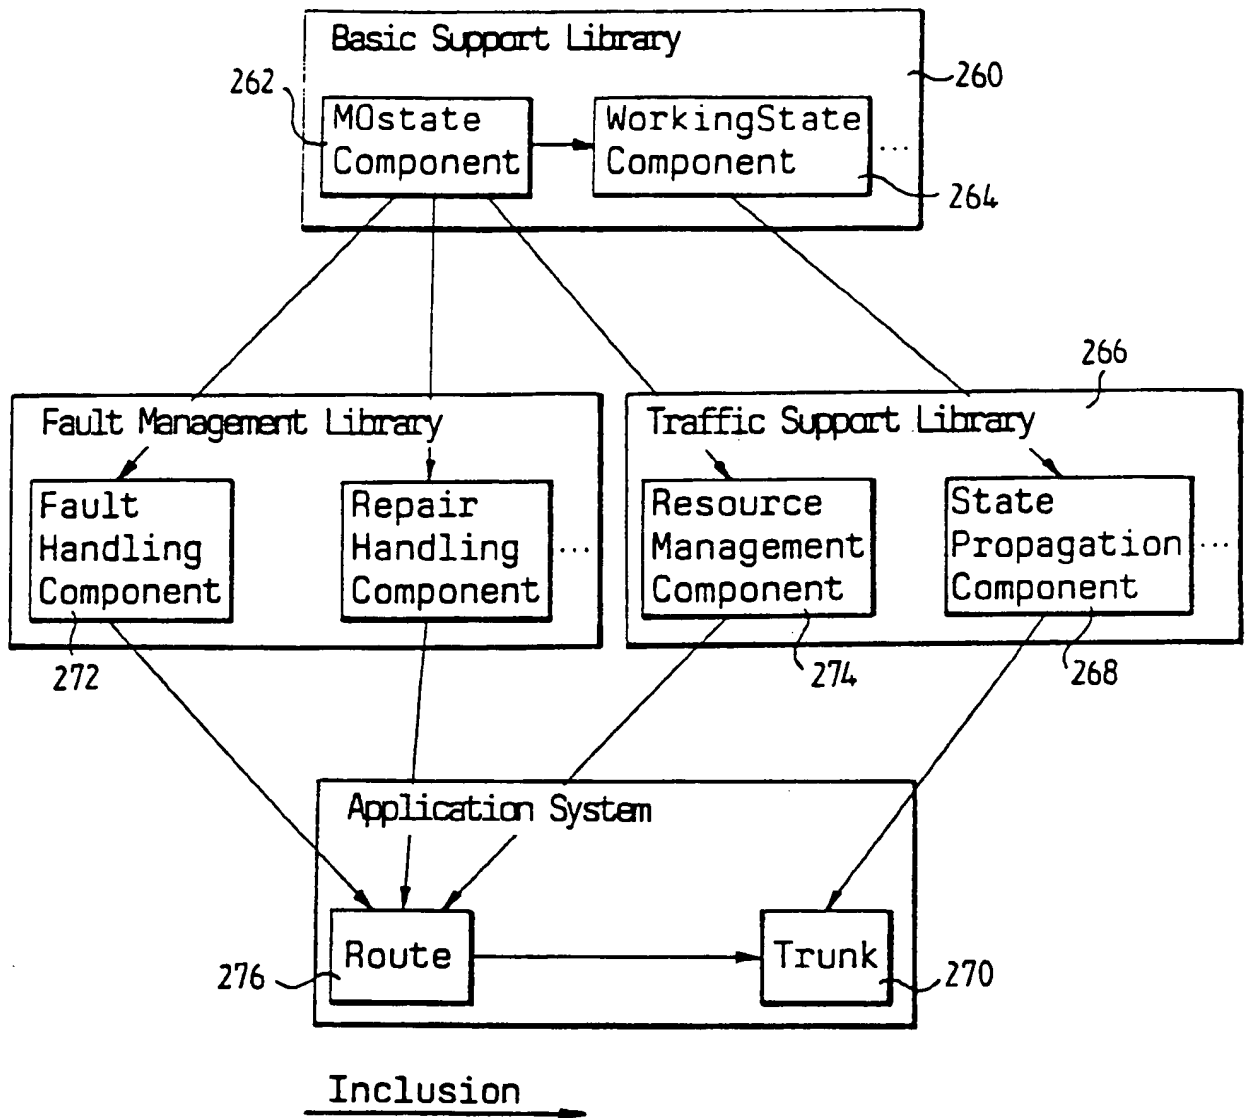 Basic Support Library
260
262
MOstate
Component
WorkingState
Component
...
264
266
Fault Management Library
Traffic Support Library
Fault
Handling
Component
Repair
Handling
Component
...
Resource
Management
Component
State
Propagation
Component
...
272
274
268
Application System
Route
Trunk
276
270
Inclusion